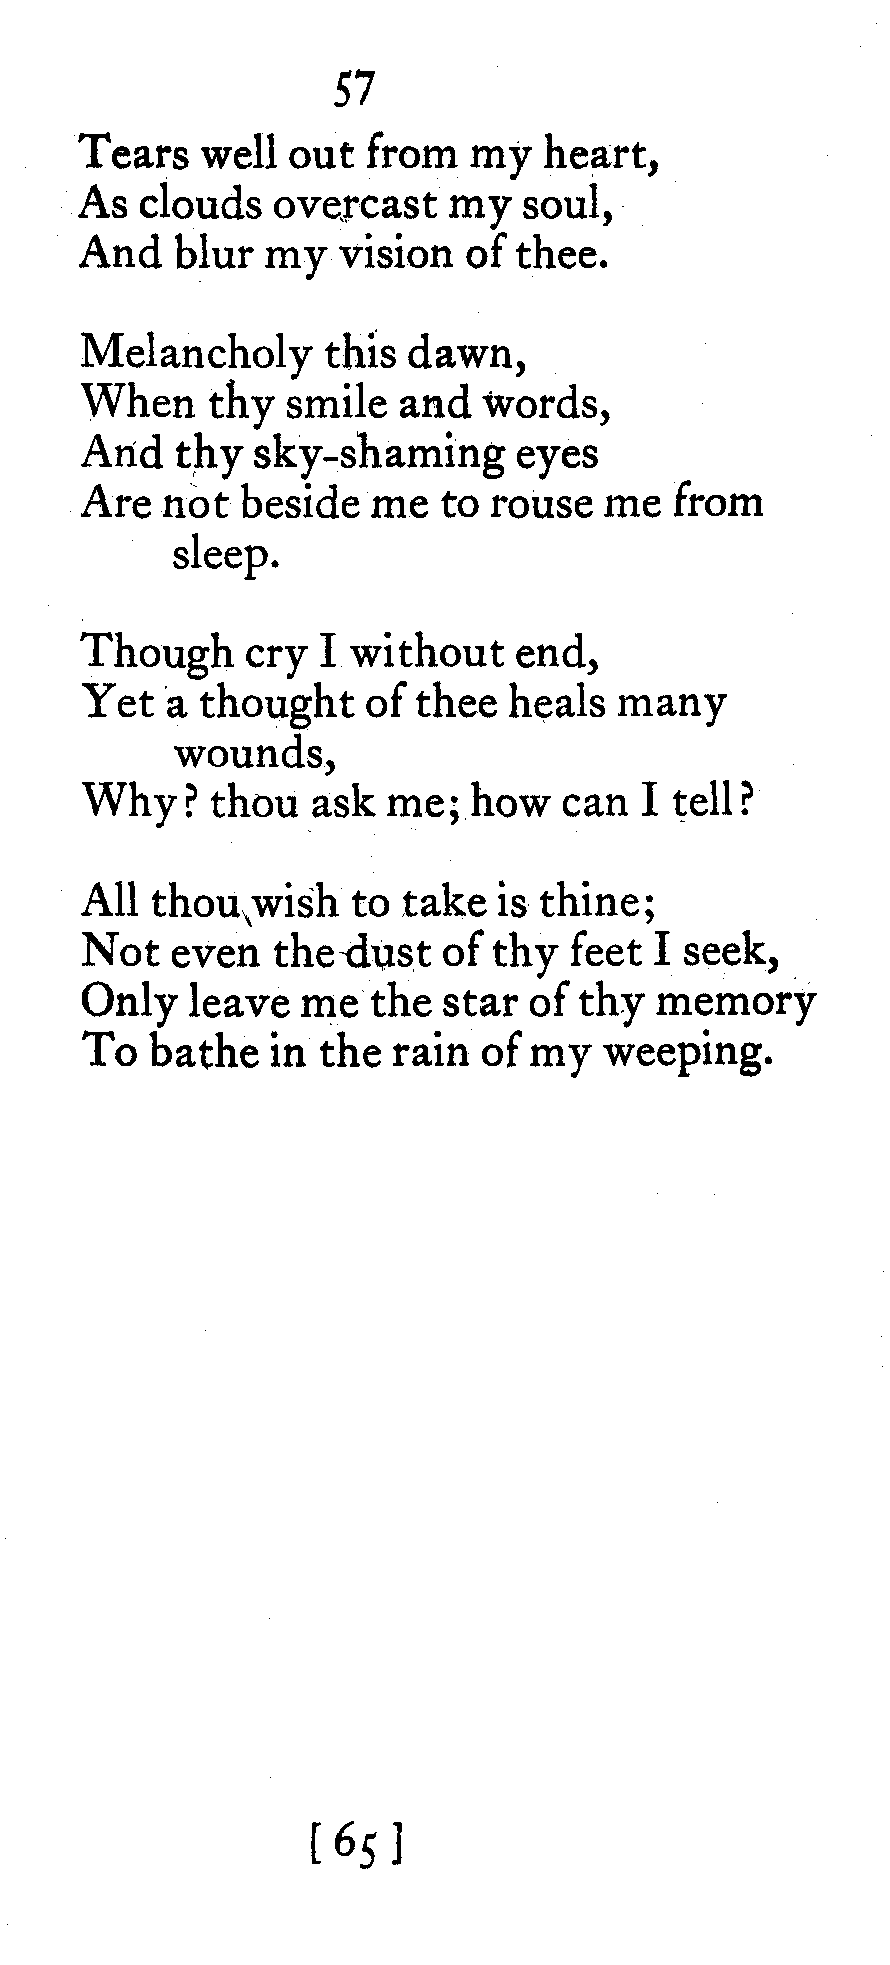 57
Tears well out from my heart,
As clouds overcast my soul,
And blur my vision of thee.
Melancholy this dawn,
When thy smile and words,
And thy sky-shaming eyes
Are not beside me to rouse me from
sleep.
Though cry I without end,
Yet a thought of thee heals many
wounds,
Why? thou ask me; how can I tell?
All thou wish to take is thine;
Not even the dust of thy feet I seek,
Only leave me the star of thy memory
To bathe in the rain of my weeping.
[ 65 ]